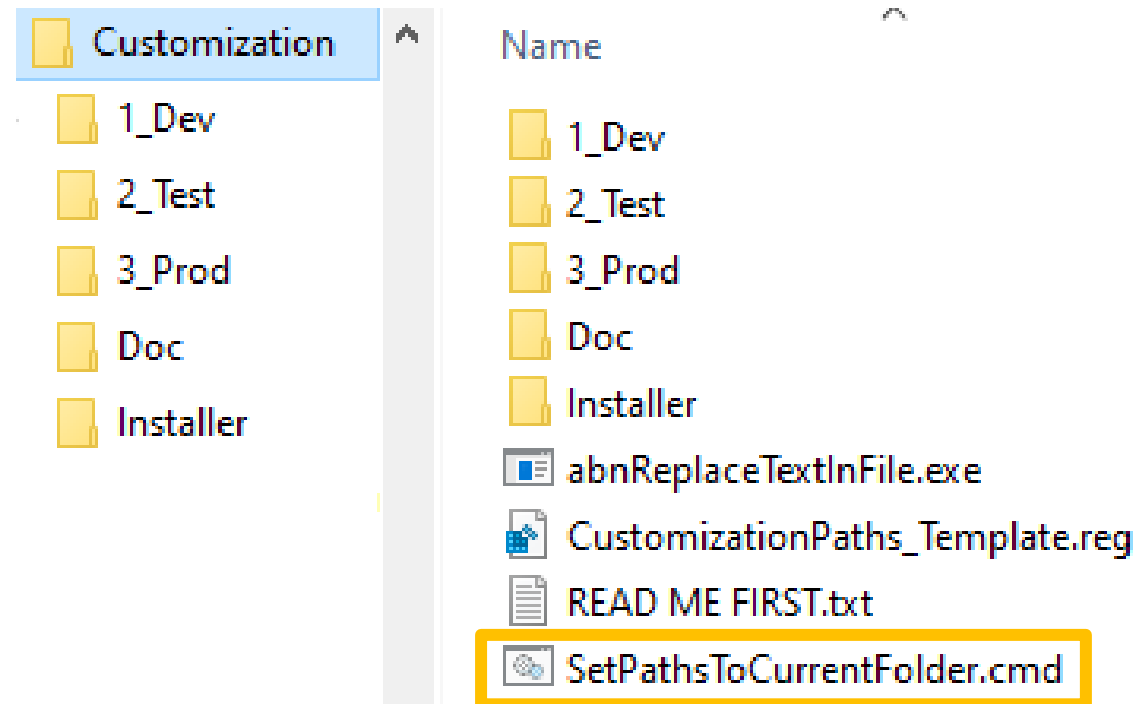 Customization
1_Dev
2_Test
3_Prod
Doc
Installer
Name
1_Dev
2_Test
3_Prod
Doc
Installer
abnReplaceTextInFile.exe
CustomizationPaths_Template.reg
READ ME FIRST.txt
SetPathsToCurrentFolder.cmd